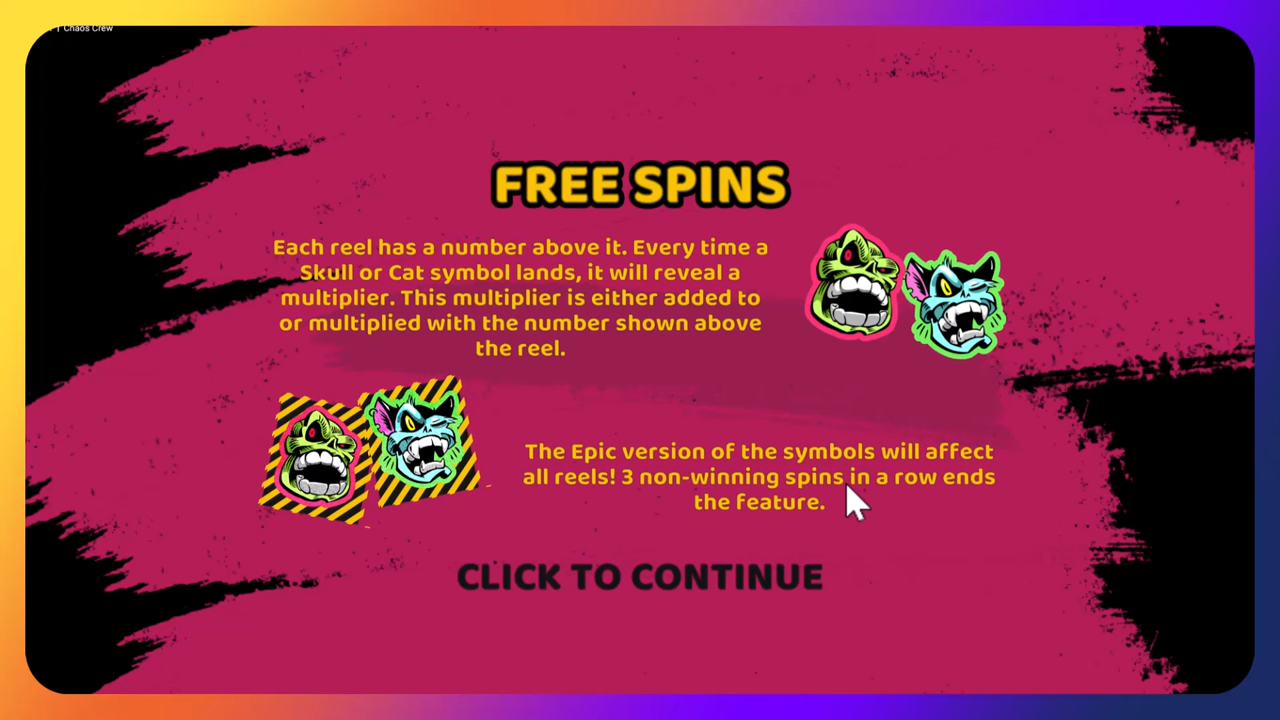 Chaos Crew
FREE SPINS
Each reel has a number above it. Every time a
Skull or Cat symbol lands, it will reveal a
multiplier. This multiplier is either added to
or multiplied with the number shown above
the reel.
The Epic version of the symbols will affect
all reels! 3 non-winning spins in a row ends
the feature.
CLICK TO CONTINUE